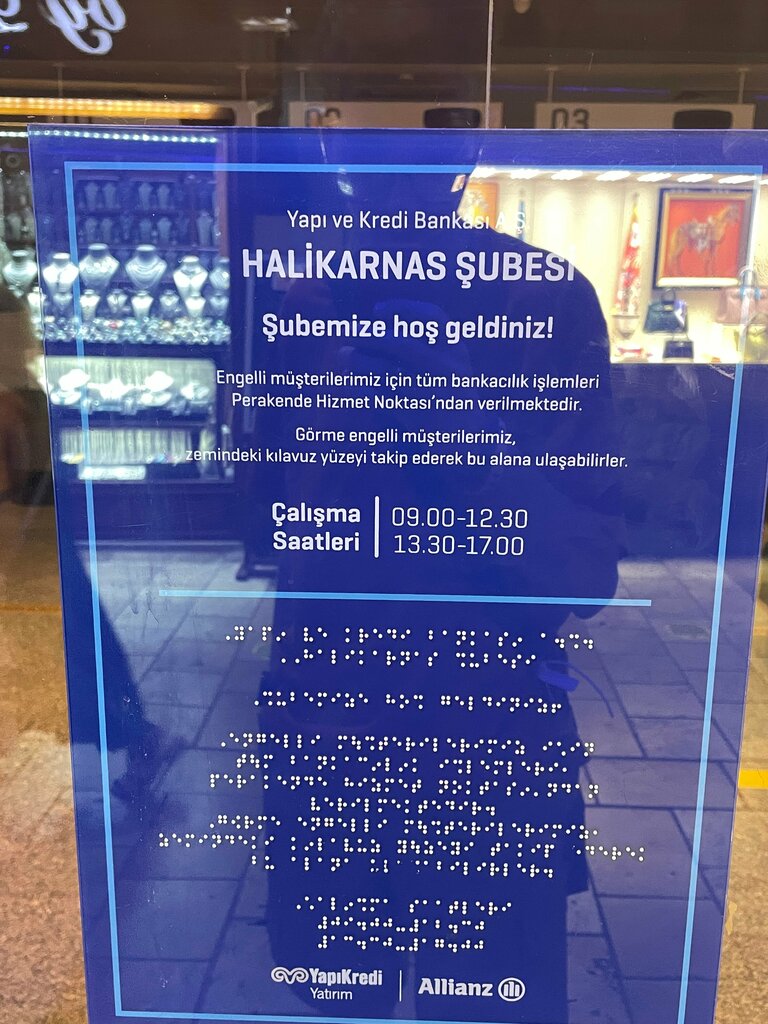 02
03
Yapı ve Kredi Bankası A.Ş.
HALİKARNAS ŞUBESİ
Şubemize hoş geldiniz!
Engelli müşterilerimiz için tüm bankacılık işlemleri
Perakende Hizmet Noktası’ndan verilmektedir.
Görme engelli müşterilerimiz,
zemindeki kılavuz yüzeyi takip ederek bu alana ulaşabilirler.
Çalışma
Saatleri
09.00-12.30
13.30-17.00
YapıKredi
Yatırım
Allianz